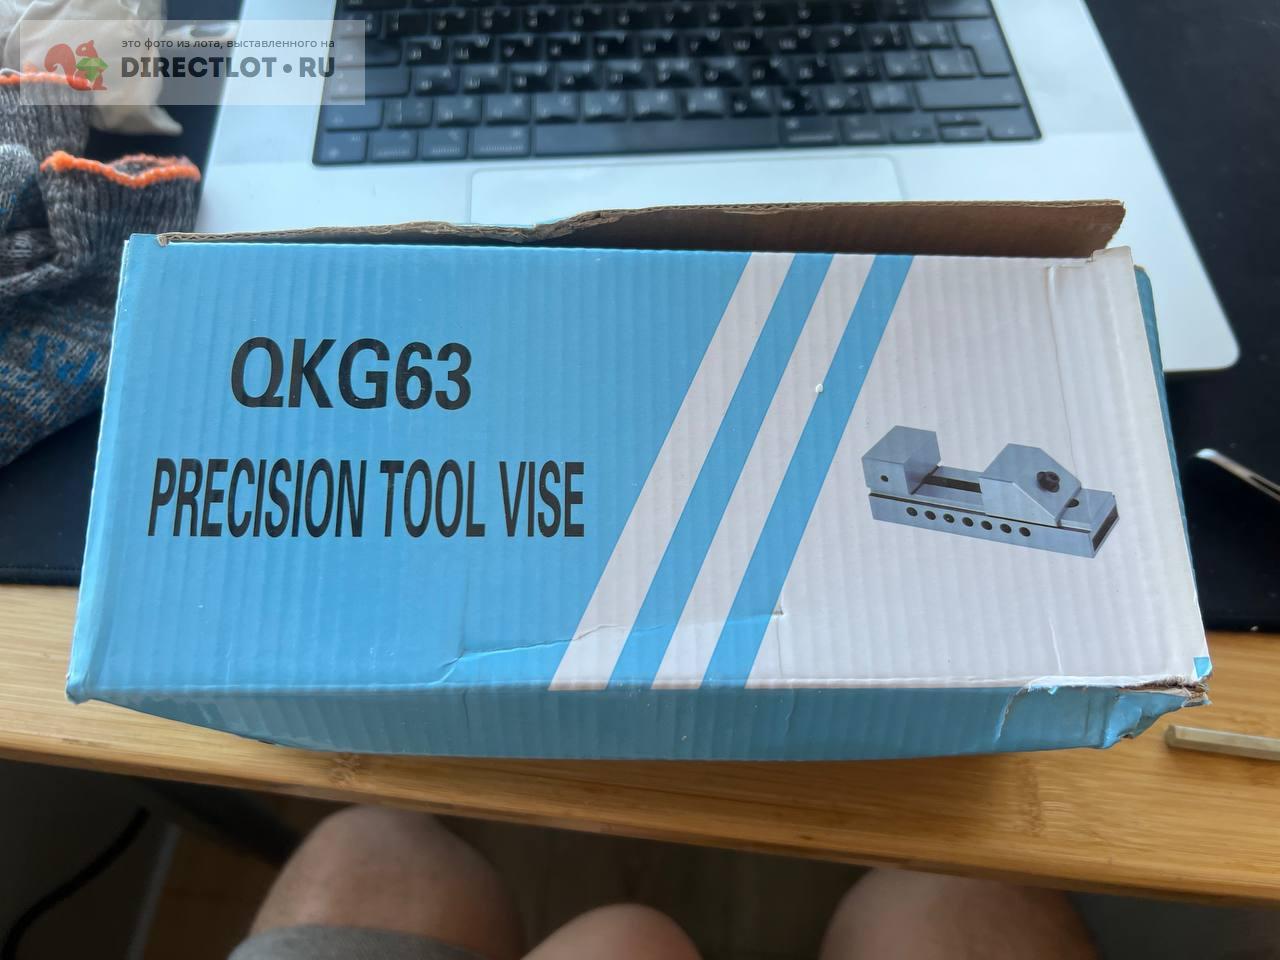 это фото из лота, выставленного на
DIRECTLOT•RU
QKG63
PRECISION TOOL VISE